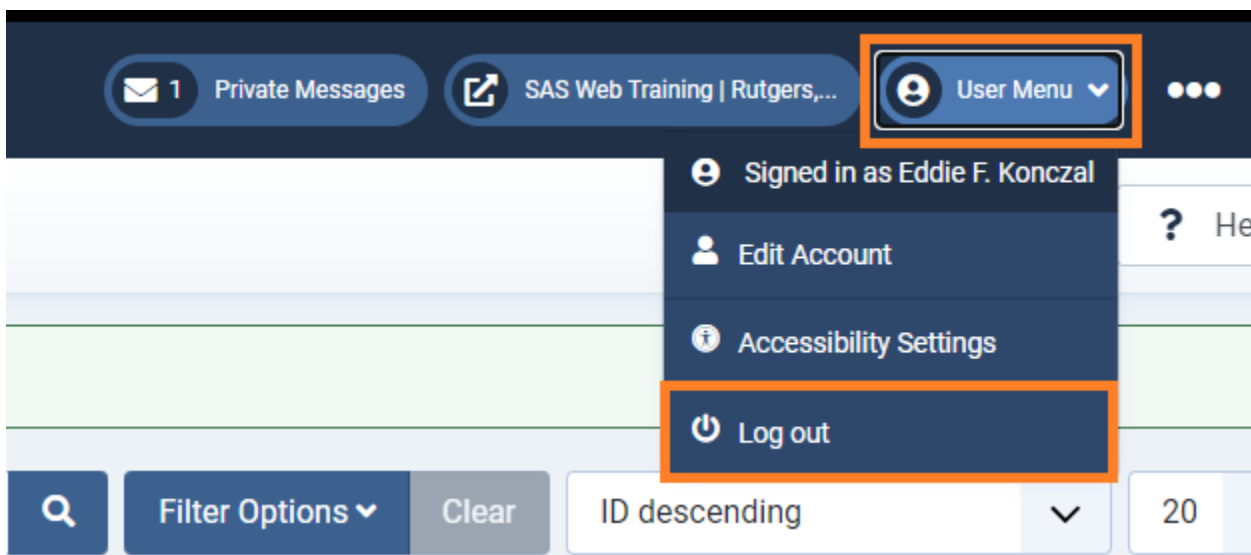 1 Private Messages
SAS Web Training | Rutgers,...
User Menu
Signed in as Eddie F. Konczal
? He
Edit Account
Accessibility Settings
Log out
Filter Options
Clear
ID descending
20